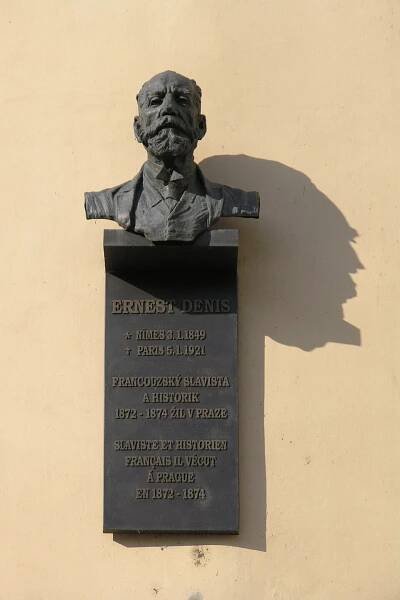 ERNEST DENIS
* NIMES 3.1.1849
† PARIS 5.1.1921
FRANCOUZSKÝ SLAVISTA
A HISTORIK
1872 - 1874 ŽIL V PRAZE
SLAVISTE ET HISTORIEN
FRANÇAIS IL VÉCUT
Á PRAGUE
EN 1872 - 1874